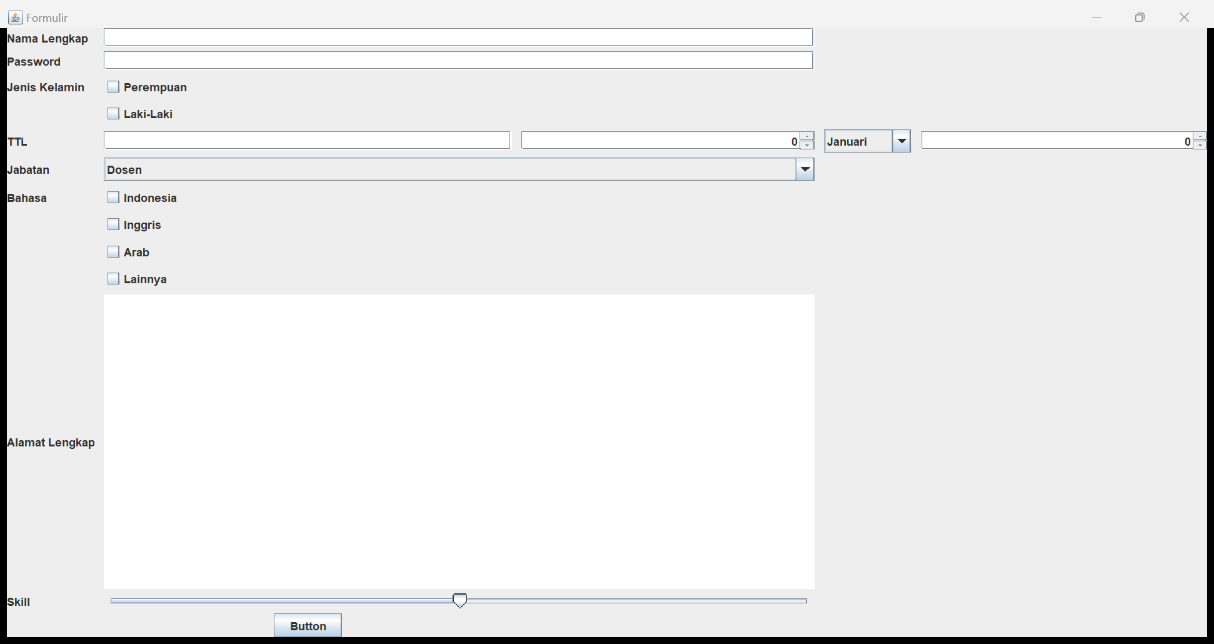 Formulir
Nama Lengkap
Password
Jenis Kelamin Perempuan
Laki-Laki
TTL 0 Januari 0
Jabatan Dosen
Bahasa Indonesia
Inggris
Arab
Lainnya
Alamat Lengkap
Skill
Button